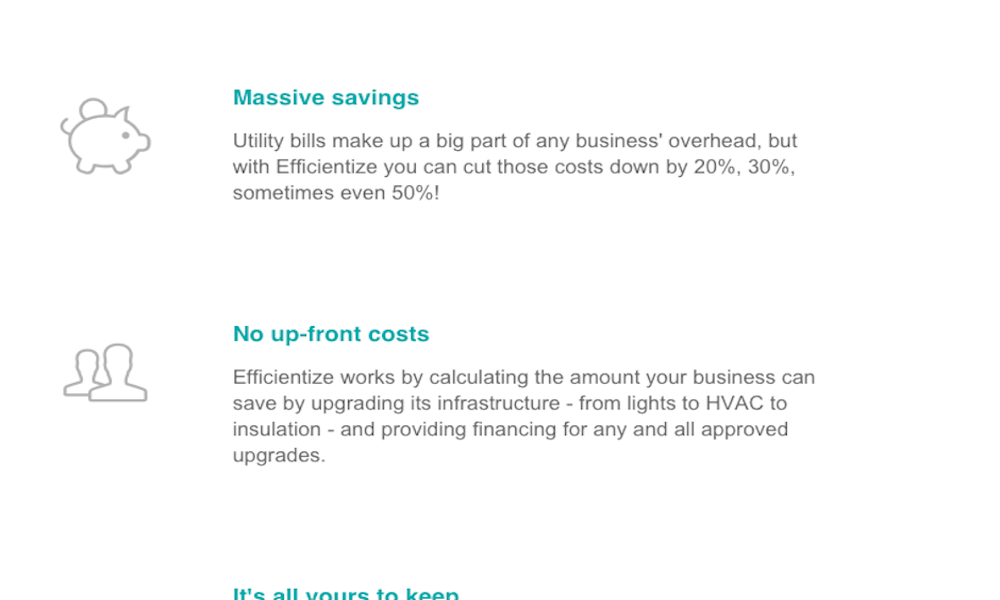 Massive savings
Utility bills make up a big part of any business' overhead, but
with Efficientize you can cut those costs down by 20%, 30%,
sometimes even 50%!
No up-front costs
Efficientize works by calculating the amount your business can
save by upgrading its infrastructure - from lights to HVAC to
insulation - and providing financing for any and all approved
upgrades.
It's all yours to keep